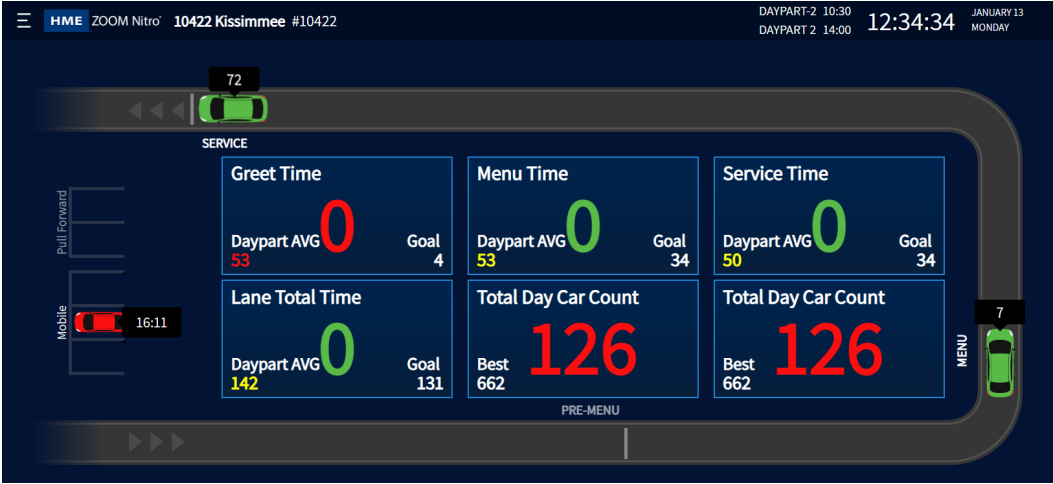 HME ZOOM Nitro 10422 Kissimmee #10422
DAYPART-2 10:30
DAYPART 2 14:00
12:34:34
JANUARY 13
MONDAY
72
SERVICE
Greet Time
0
Daypart AVG Goal
53 4
Menu Time
0
Daypart AVG Goal
53 34
Service Time
0
Daypart AVG Goal
50 34
Pull Forward
Mobile
16:11
Lane Total Time
0
Daypart AVG Goal
142 131
Total Day Car Count
126
Best
662
Total Day Car Count
126
Best
662
7
MENU
PRE-MENU